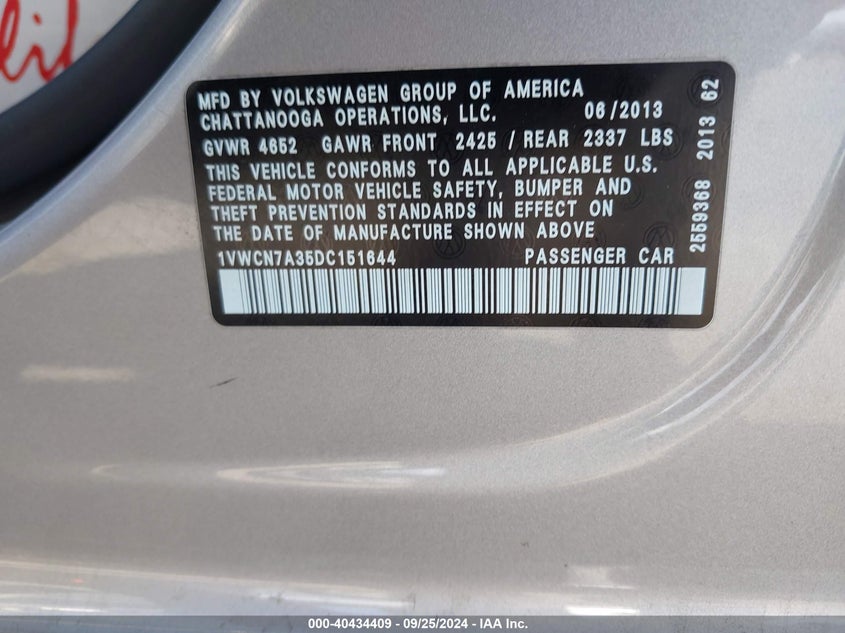 MFD BY VOLKSWAGEN GROUP OF AMERICA
CHATTANOOGA OPERATIONS, LLC. 06/2013
GVWR 4652 GAWR FRONT 2425 / REAR 2337 LBS
THIS VEHICLE CONFORMS TO ALL APPLICABLE U.S.
FEDERAL MOTOR VEHICLE SAFETY, BUMPER AND
THEFT PREVENTION STANDARDS IN EFFECT ON
THE DATE OF MANUFACTURE SHOWN ABOVE
1VWCN7A35DC151644 PASSENGER CAR
2559368 2013 62
000-40434409 - 09/25/2024 - IAA Inc.